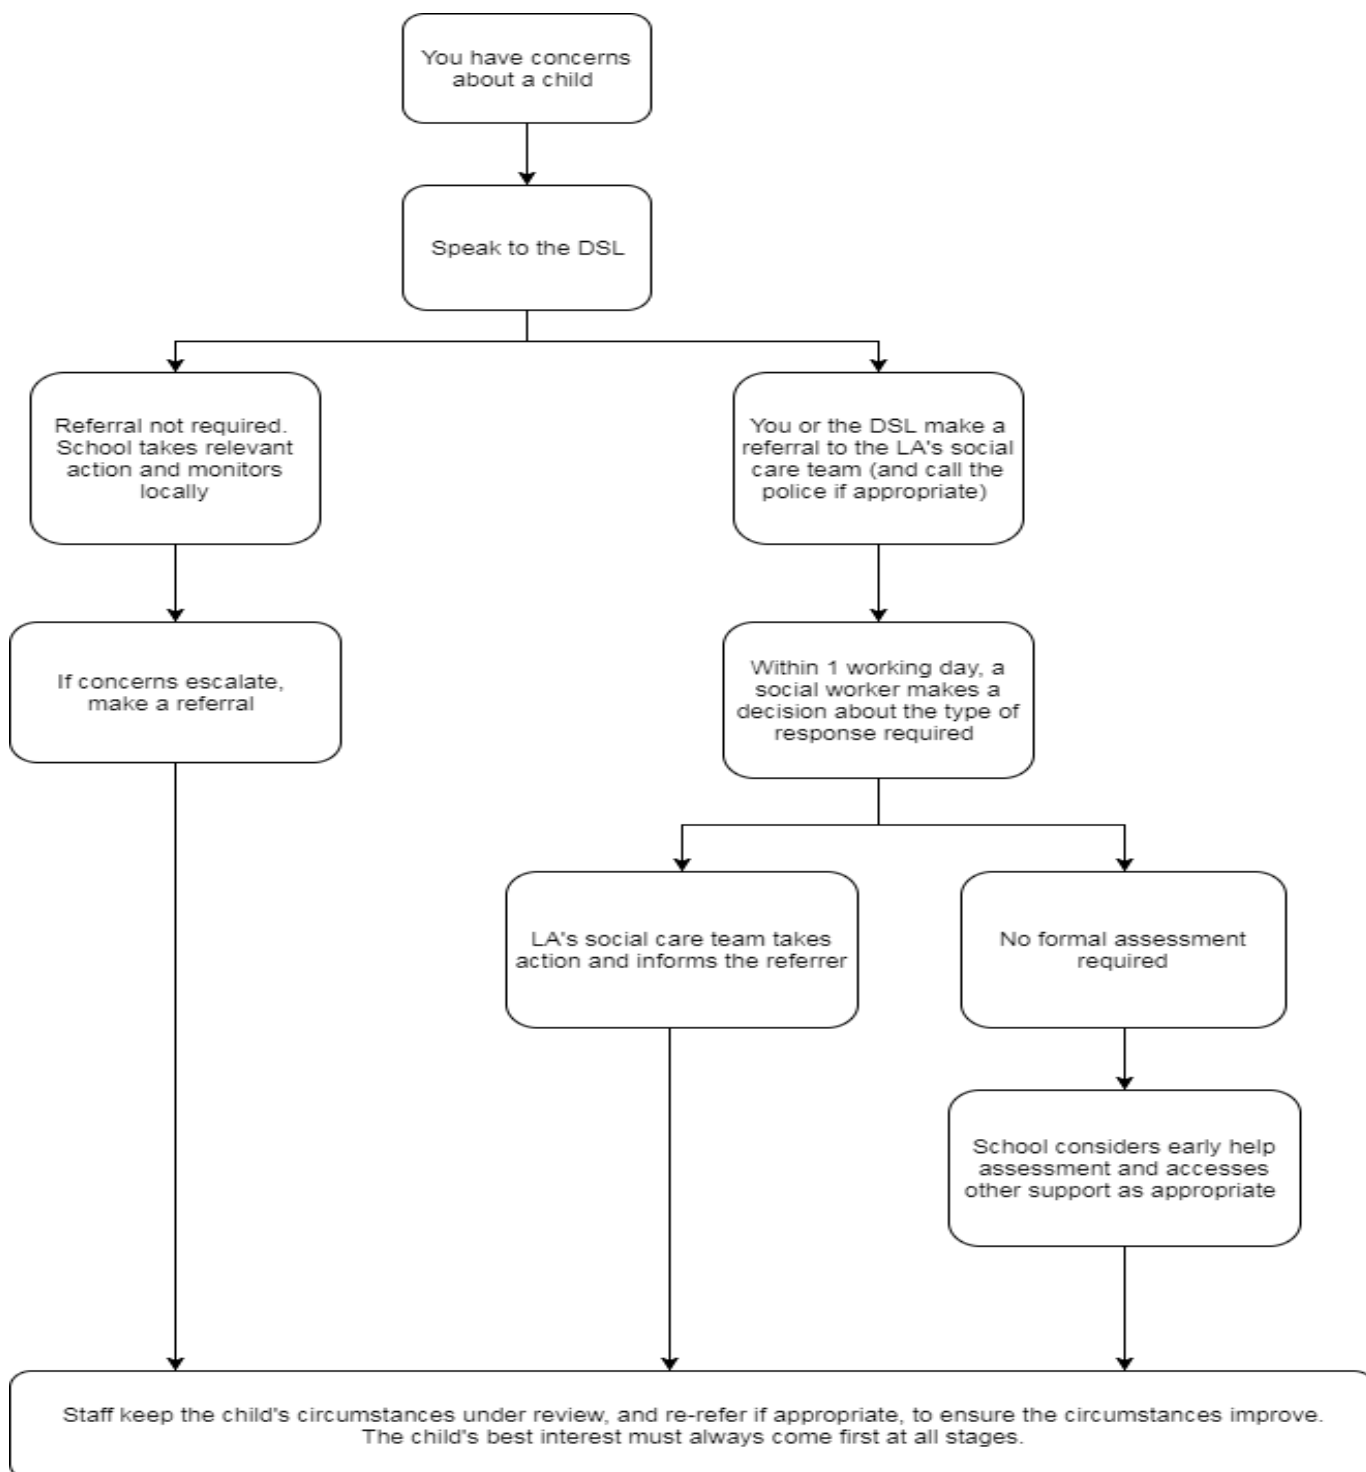 You have concerns
about a child
Speak to the DSL
Referral not required.
School takes relevant
action and monitors
locally
You or the DSL make a
referral to the LA's social
care team (and call the
police if appropriate)
If concerns escalate,
make a referral
Within 1 working day, a
social worker makes a
decision about the type of
response required
LA's social care team takes
action and informs the referrer
No formal assessment
required
School considers early help
assessment and accesses
other support as appropriate
Staff keep the child's circumstances under review, and re-refer if appropriate, to ensure the circumstances improve.
The child's best interest must always come first at all stages.